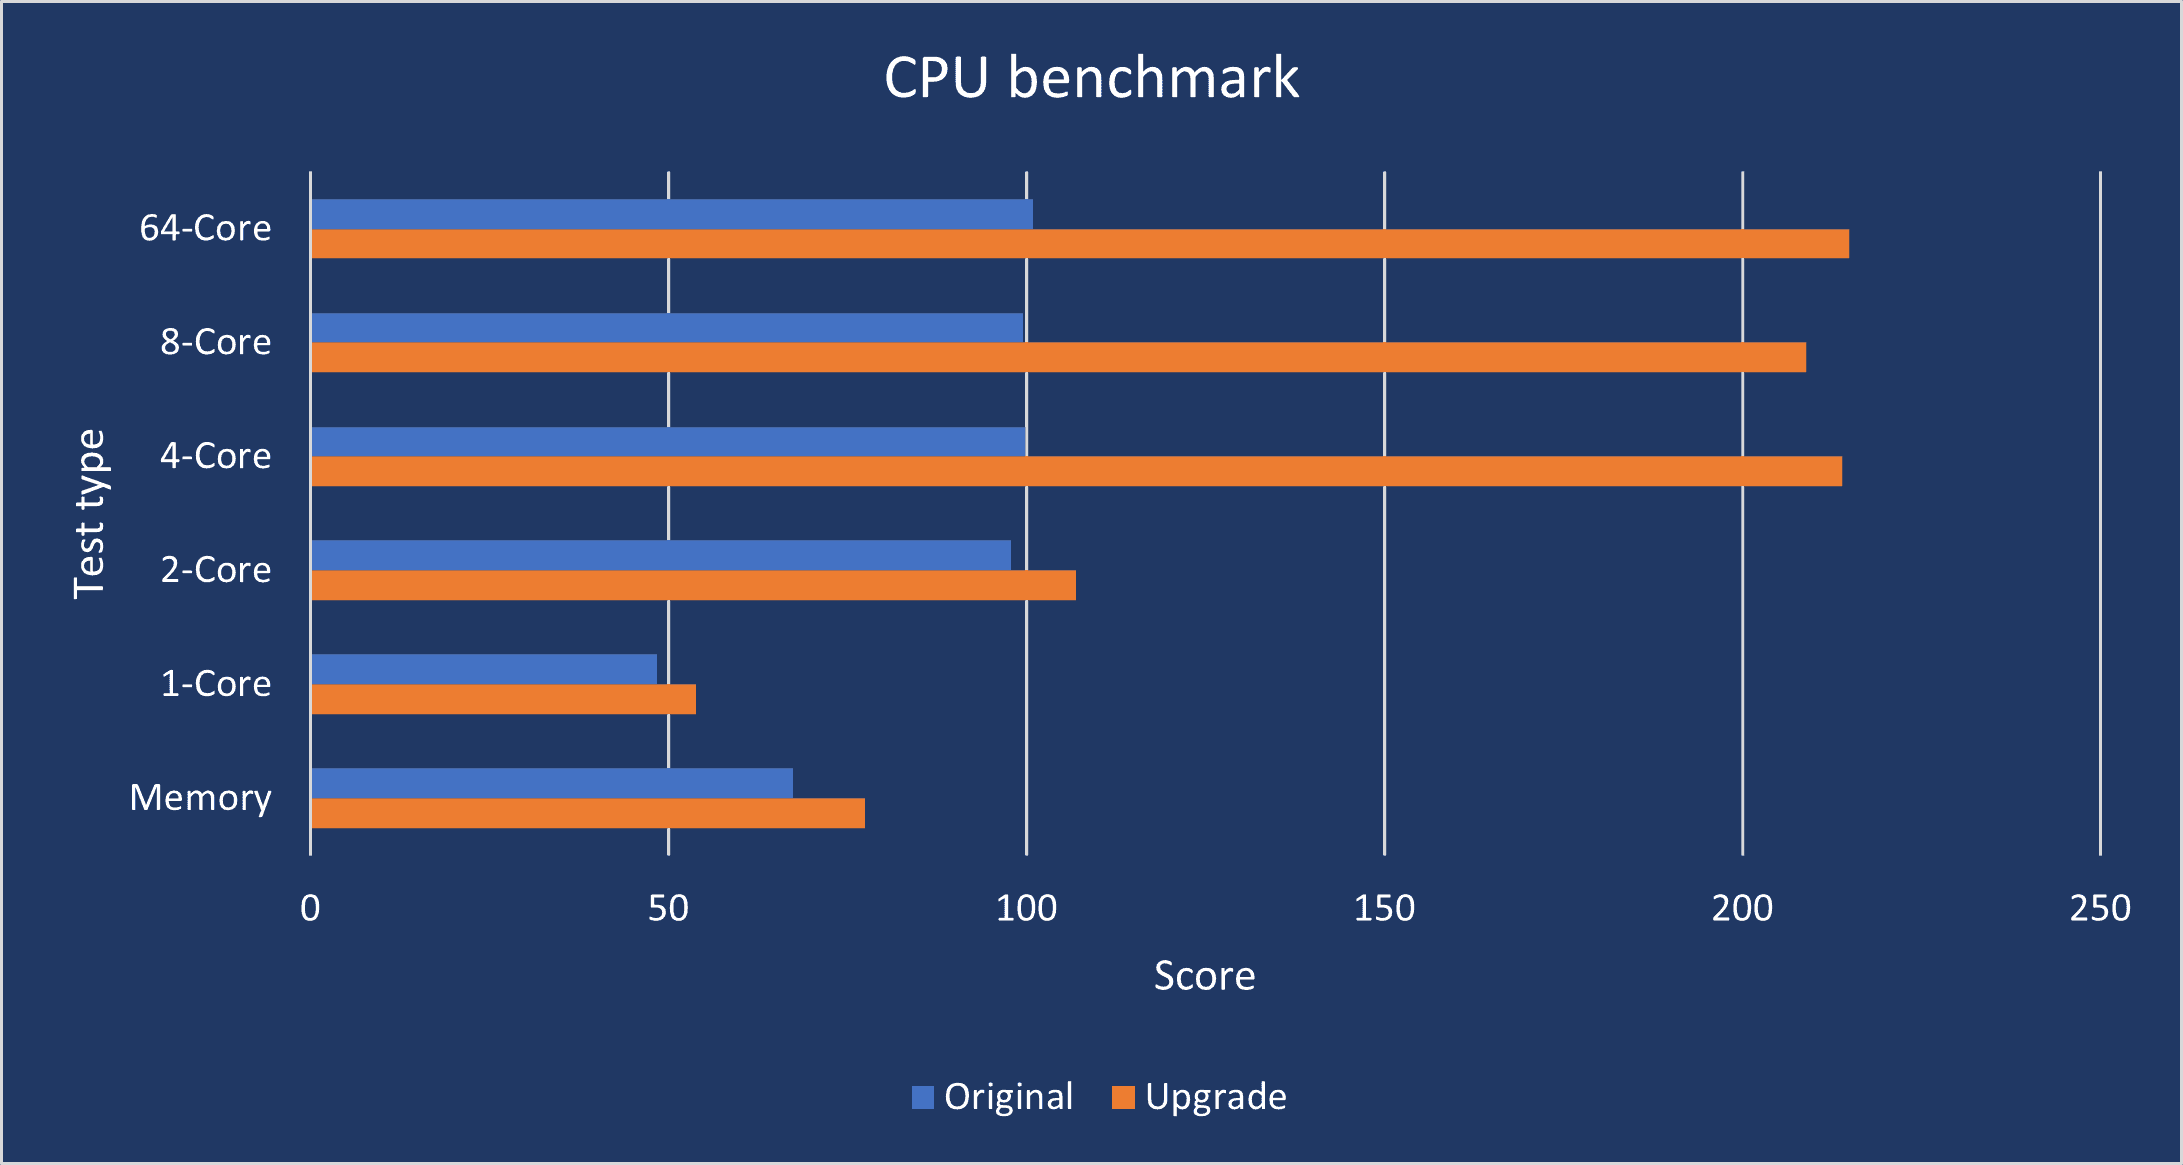 CPU benchmark
64-Core
8-Core
4-Core
2-Core
1-Core
Memory
Test type
0 50 100 150 200 250
Score
Original Upgrade